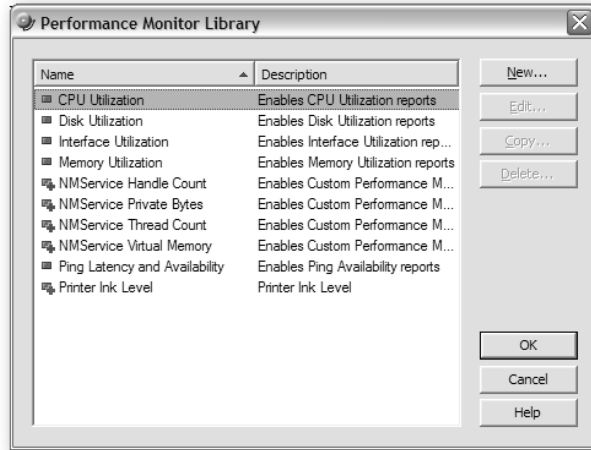 Performance Monitor Library
Name Description
CPU Utilization Enables CPU Utilization reports
Disk Utilization Enables Disk Utilization reports
Interface Utilization Enables Interface Utilization rep...
Memory Utilization Enables Memory Utilization reports
NMService Handle Count Enables Custom Performance M...
NMService Private Bytes Enables Custom Performance M...
NMService Thread Count Enables Custom Performance M...
NMService Virtual Memory Enables Custom Performance M...
Ping Latency and Availability Enables Ping Availability reports
Printer Ink Level Printer Ink Level
New...
Edit...
Copy...
Delete...
OK
Cancel
Help